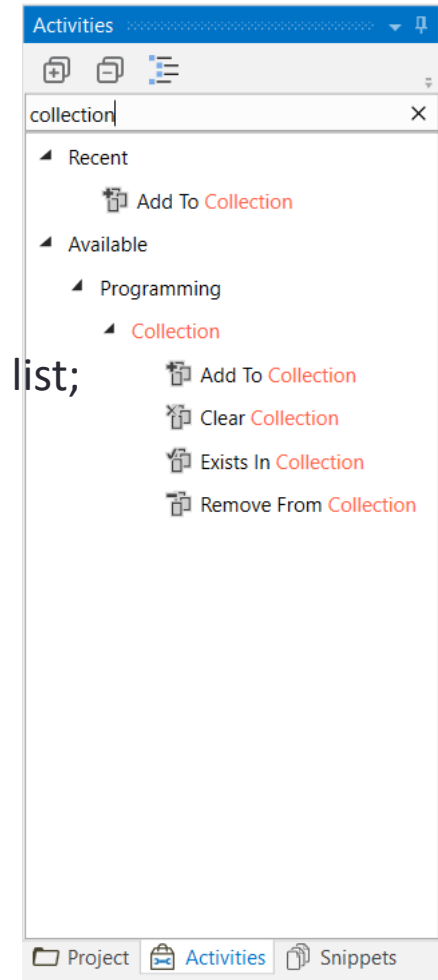 Activities
collection
Recent
Add To Collection
Available
Programming
Collection
list;
Add To Collection
Clear Collection
Exists In Collection
Remove From Collection
Project Activities Snippets